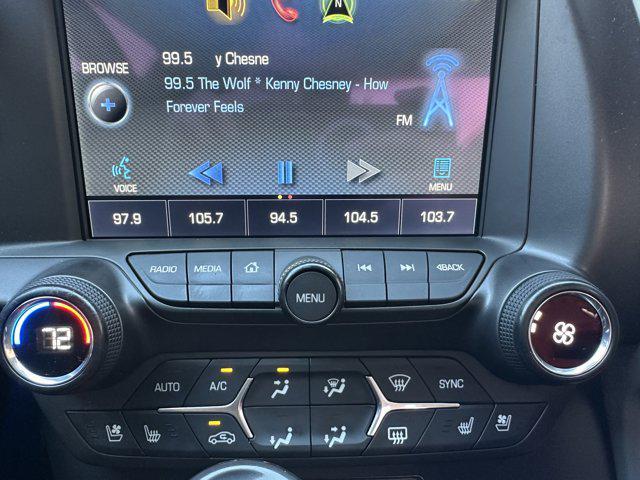 N
99.5 y Chesne
BROWSE
99.5 The Wolf * Kenny Chesney - How
Forever Feels
FM
VOICE
MENU
97.9 105.7 94.5 104.5 103.7
RADIO MEDIA BACK
MENU
72
AUTO A/C SYNC